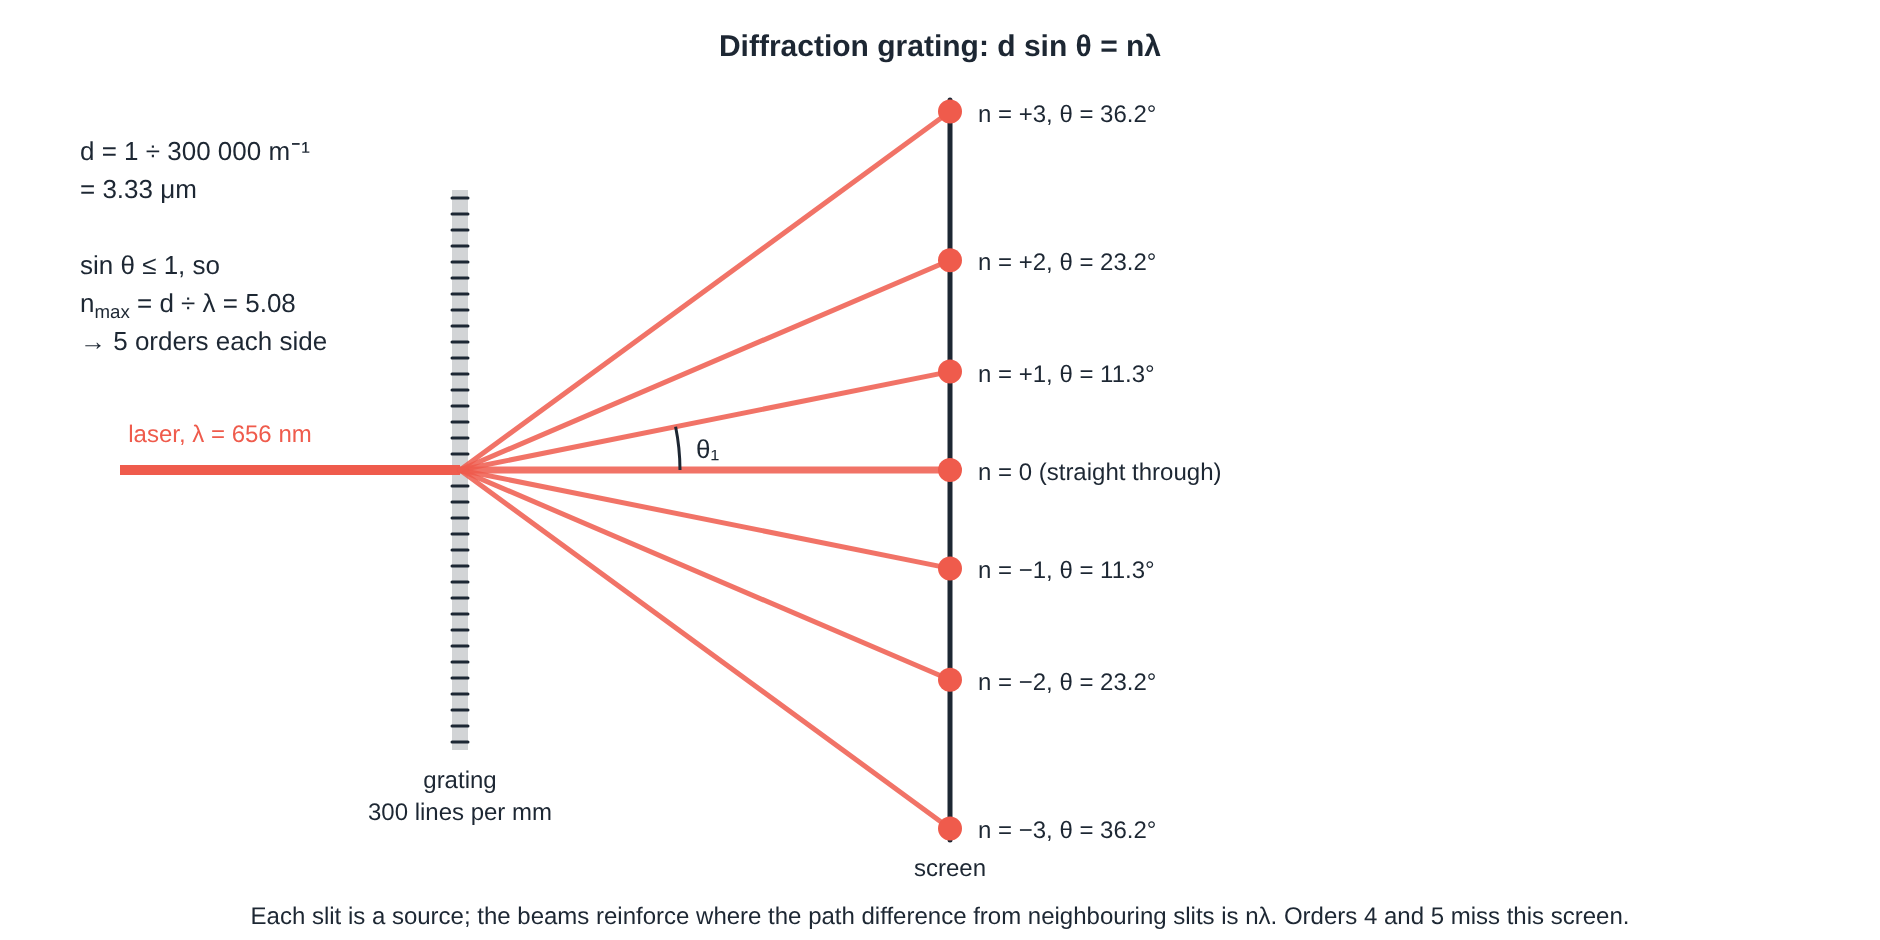 Diffraction grating: d sin θ = nλ
d = 1 ÷ 300 000 m⁻¹
= 3.33 μm
sin θ ≤ 1, so
nmax = d ÷ λ = 5.08
→ 5 orders each side
laser, λ = 656 nm
θ₁
n = +3, θ = 36.2°
n = +2, θ = 23.2°
n = +1, θ = 11.3°
n = 0 (straight through)
n = −1, θ = 11.3°
n = −2, θ = 23.2°
n = −3, θ = 36.2°
grating
300 lines per mm
screen
Each slit is a source; the beams reinforce where the path difference from neighbouring slits is nλ. Orders 4 and 5 miss this screen.